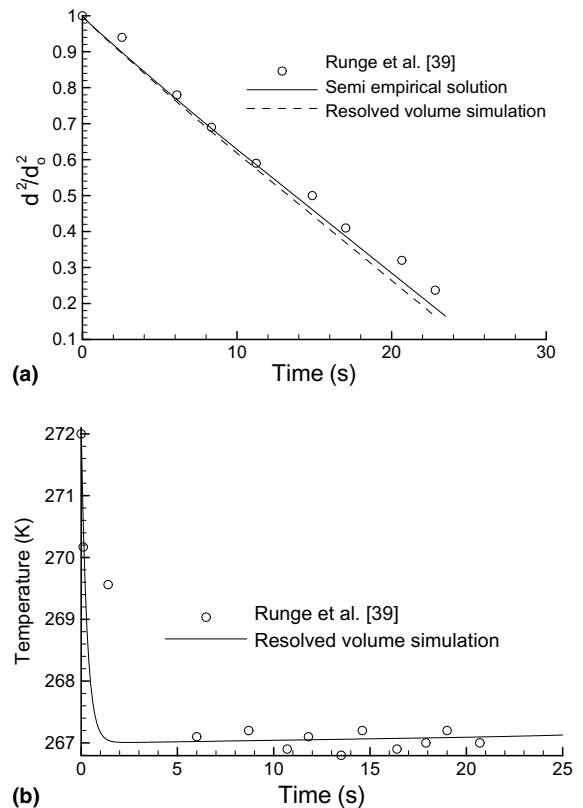 1
0.9
0.8
0.7
0.6
0.5
0.4
0.3
0.2
0.1
d²/dₒ²
Runge et al. [39]
Semi empirical solution
Resolved volume simulation
0 10 20 30
(a) Time (s)
272
271
270
269
268
267
Temperature (K)
Runge et al. [39]
Resolved volume simulation
0 5 10 15 20 25
(b) Time (s)